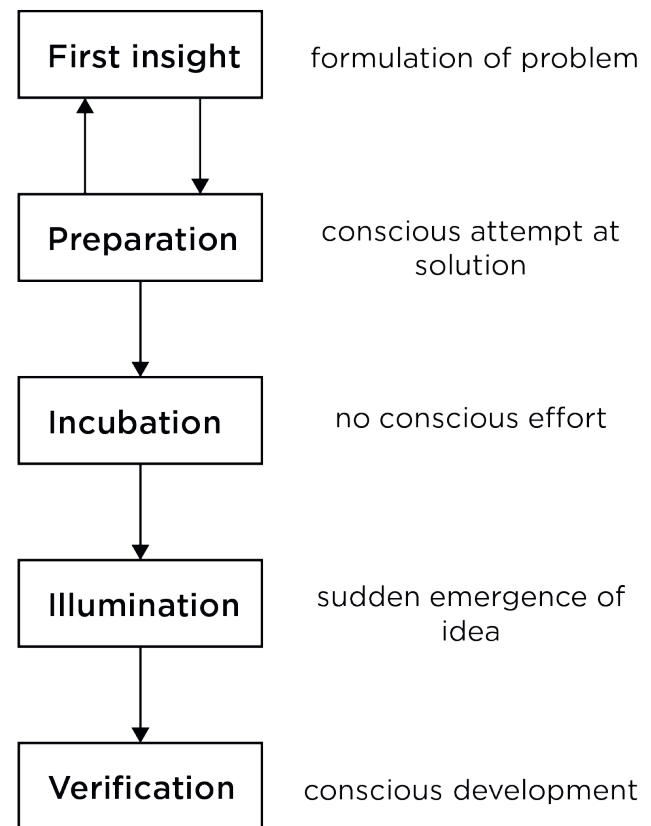 First insight
formulation of problem
Preparation
conscious attempt at
solution
Incubation
no conscious effort
Illumination
sudden emergence of
idea
Verification
conscious development